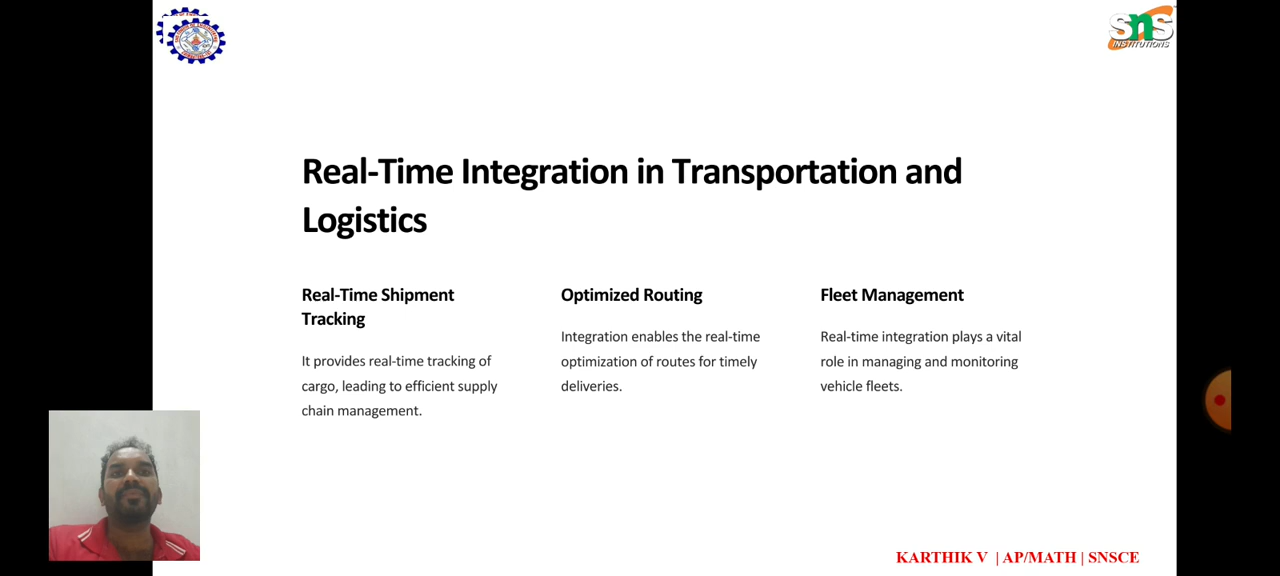 SNS
INSTITUTIONS
Real-Time Integration in Transportation and
Logistics
Real-Time Shipment
Tracking
It provides real-time tracking of
cargo, leading to efficient supply
chain management.
Optimized Routing
Integration enables the real-time
optimization of routes for timely
deliveries.
Fleet Management
Real-time integration plays a vital
role in managing and monitoring
vehicle fleets.
KARTHIK V | AP/MATH | SNSCE